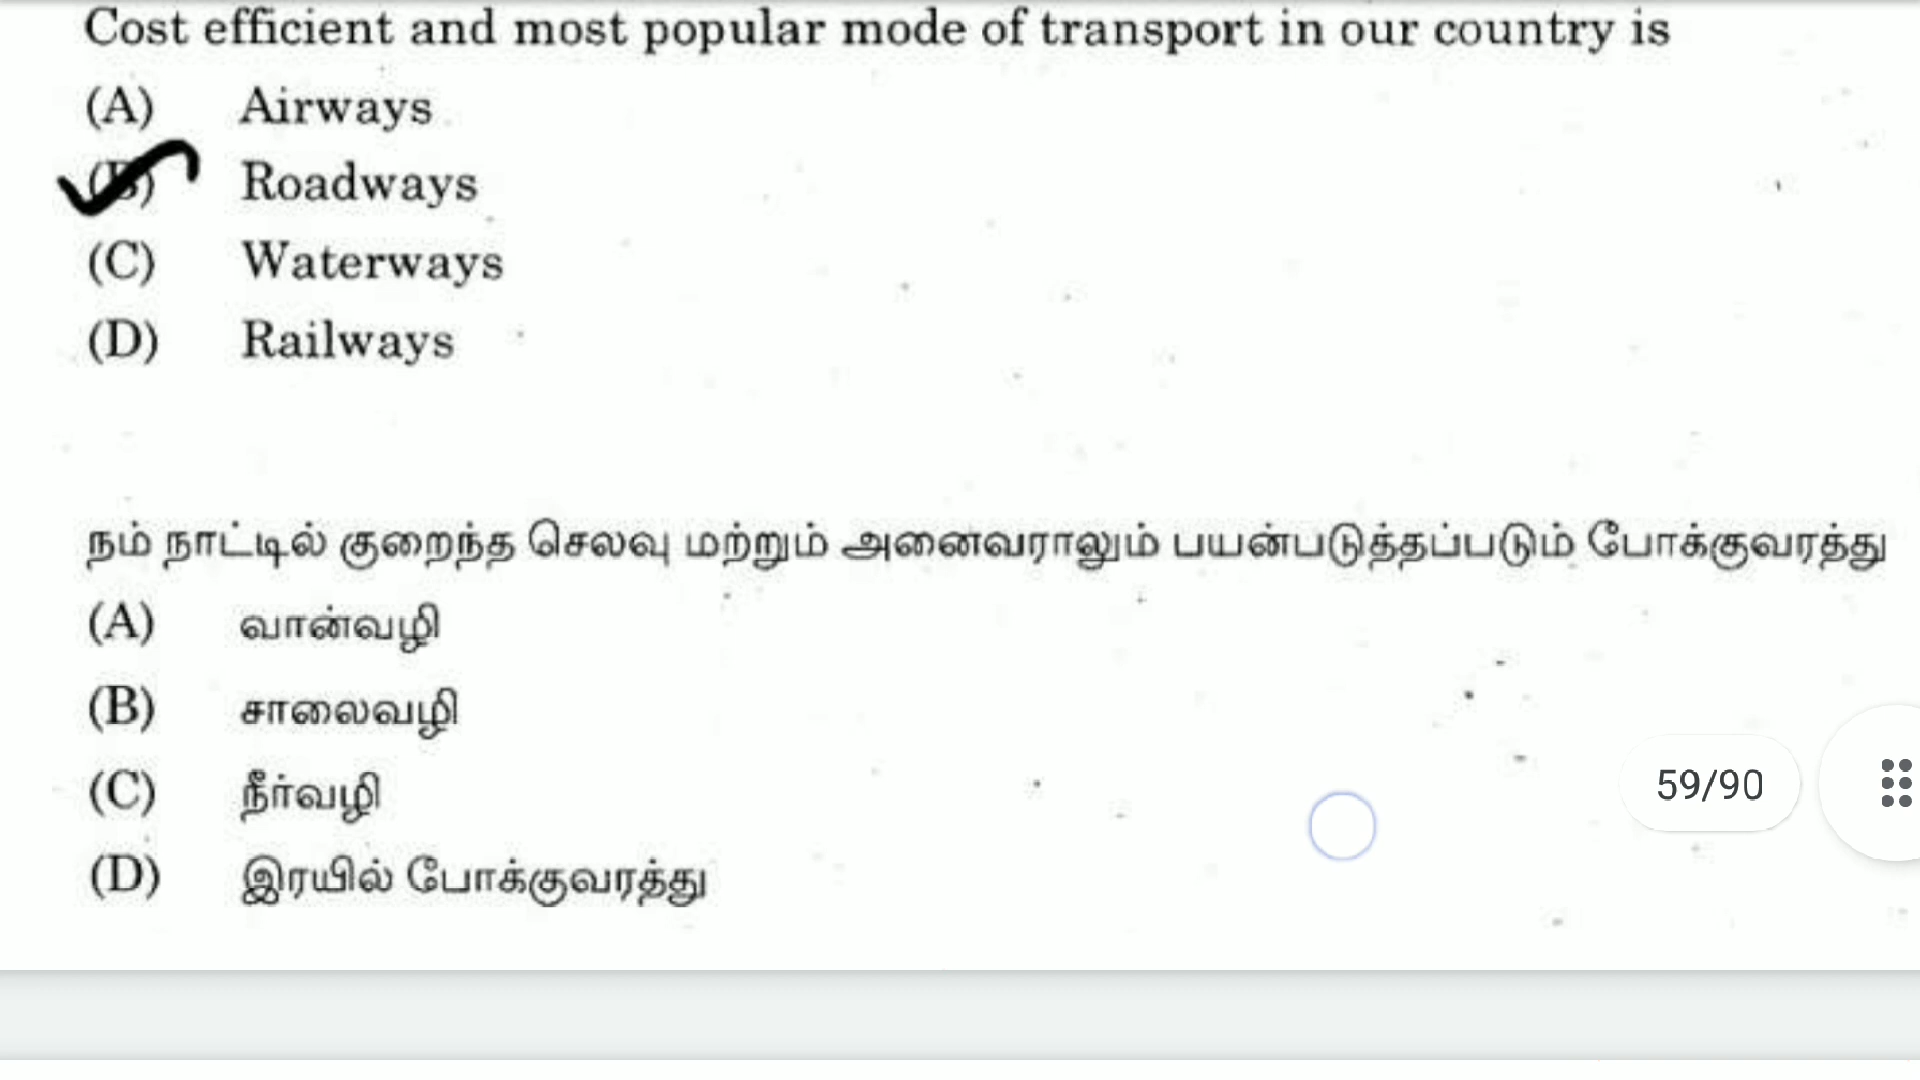 Cost efficient and most popular mode of transport in our country is
(A) Airways
(B) Roadways
(C) Waterways
(D) Railways
நம் நாட்டில் குறைந்த செலவு மற்றும் அனைவராலும் பயன்படுத்தப்படும் போக்குவரத்து
(A) வான்வழி
(B) சாலைவழி
(C) நீர்வழி
(D) இரயில் போக்குவரத்து
59/90